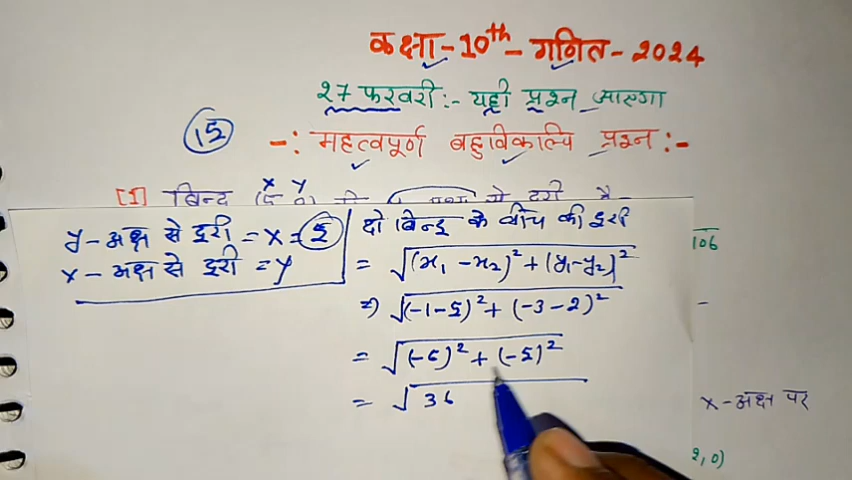 कक्षा-10th-गणित-2024
27 फरवरी:- यही प्रश्न आएगा
15
-: महत्वपूर्ण बहुविकाल्पि प्रश्न:-
[1] बिन्द
x y
y-अक्ष से दूरी = x = 5
x-अक्ष से दूरी = y
दो बिन्दु के बीच की दूरी
= √(x₁ - x₂)² + (y₁-y₂)²
⇒ √(-1-5)² + (-3-2)²
= √(-6)² + (-5)²
= √36
106
-
x-अक्ष पर
2, 0)